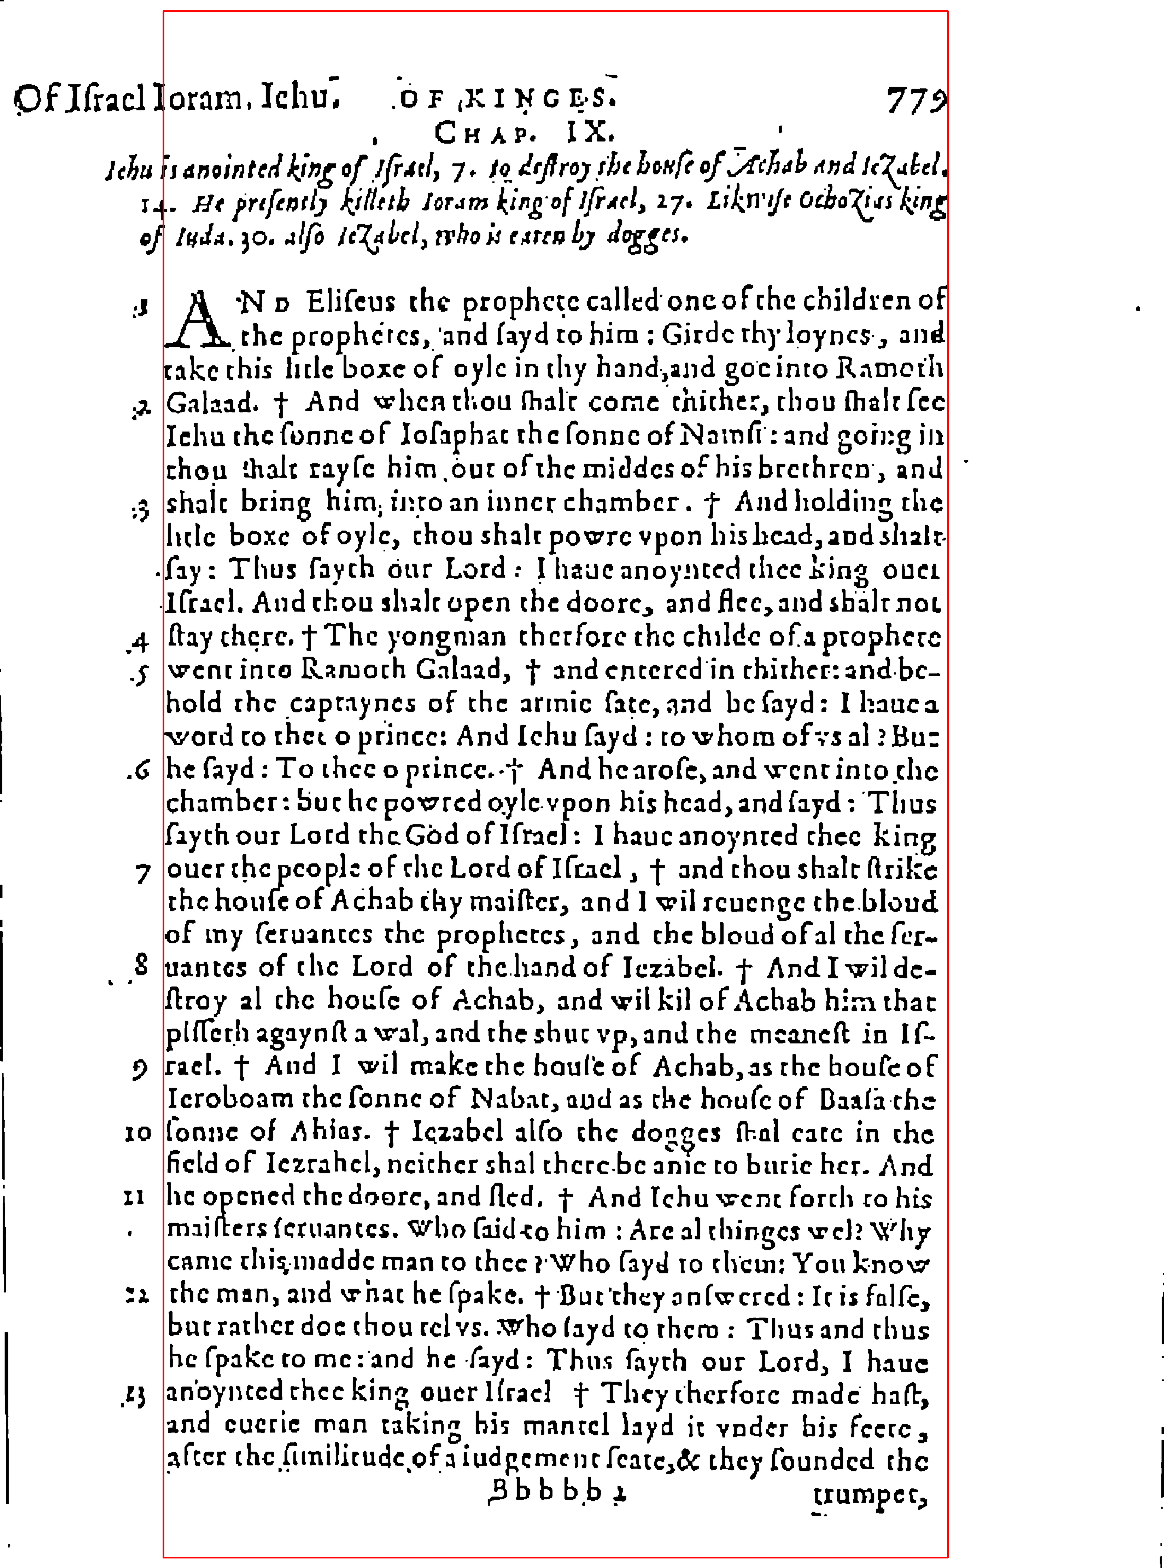 Of Iſrael Ioram, Iehu. OF KINGES. 779
CHAP. IX.
Iehu is anointed king of Iſrael, 7. to deſtroy the houſe of Achab and Iezabel.
14. He preſently killeth Ioram king of Iſrael, 27. Likwiſe Ochozias king
of Iuda. 30. alſo Iezabel, who is eaten by dogges.
1 AND Eliſeus the prophete called one of the children of
the prophetes, and ſayd to him : Girde thy loynes, and
take this litle boxe of oyle in thy hand, and goe into Ramoth
2 Galaad. † And when thou ſhalt come thither, thou ſhalt ſee
Iehu the ſonne of Ioſaphat the ſonne of Namſi : and going in
thou ſhalt rayſe him out of the middes of his brethren, and
3 shalt bring him into an inner chamber. † And holding the
litle boxe of oyle, thou shalt powre vpon his head, and shalt
ſay : Thus ſayth our Lord : I haue anoynted thee king ouer
Iſrael. And thou shalt open the doore, and flee, and shalt not
4 ſtay there. † The yongman therfore the childe of a prophete
5 went into Ramoth Galaad, † and entered in thither: and be-
hold the captaynes of the armie ſate, and he ſayd: I haue a
word to thee o prince: And Iehu ſayd : to whom of vs al ? But
6 he ſayd : To thee o prince. † And he aroſe, and went into the
chamber: but he powred oyle vpon his head, and ſayd : Thus
ſayth our Lord the God of Iſrael: I haue anoynted thee king
7 ouer the people of the Lord of Iſrael, † and thou shalt ſtrike
the houſe of Achab thy maiſter, and I wil reuenge the bloud
of my ſeruantes the prophetes, and the bloud of al the ſer-
8 uantes of the Lord of the hand of Iezabel. † And I wil de-
ſtroy al the houſe of Achab, and wil kil of Achab him that
piſſeth agaynſt a wal, and the shut vp, and the meaneſt in Iſ-
9 rael. † And I wil make the houſe of Achab, as the houſe of
Ieroboam the ſonne of Nabat, and as the houſe of Baaſa the
10 ſonne of Ahias. † Iezabel alſo the dogges ſhal eate in the
field of Iezrahel, neither shal there be anie to burie her. And
11 he opened the doore, and fled. † And Iehu went forth to his
maiſters ſeruantes. Who ſaid to him : Are al thinges wel? Why
came this madde man to thee? Who ſayd to them: You know
12 the man, and what he ſpake. † But they anſwered : It is falſe,
but rather doe thou tel vs. Who ſayd to them : Thus and thus
he ſpake to me: and he ſayd : Thus ſayth our Lord, I haue
13 anoynted thee king ouer Iſrael † They therfore made haſt,
and euerie man taking his mantel layd it vnder his feete,
after the ſimilitude of a iudgement ſeate, & they ſounded the
Bbbbb 2 trumpet,